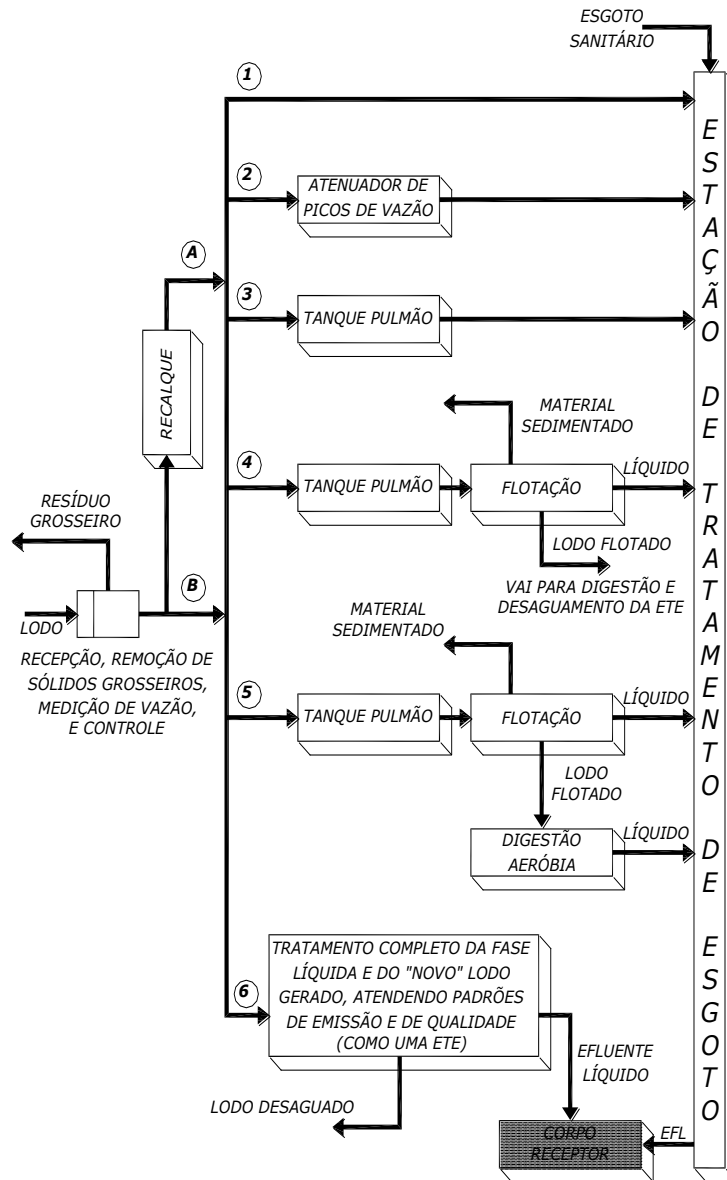 ESGOTO
SANITÁRIO
1
2
ATENUADOR DE
PICOS DE VAZÃO
A
3
TANQUE PULMÃO
RECALQUE
MATERIAL
SEDIMENTADO
4
TANQUE PULMÃO
FLOTAÇÃO
LÍQUIDO
LODO FLOTADO
VAI PARA DIGESTÃO E
DESAGUAMENTO DA ETE
RESÍDUO
GROSSEIRO
B
LODO
RECEPÇÃO, REMOÇÃO DE
SÓLIDOS GROSSEIROS,
MEDIÇÃO DE VAZÃO,
E CONTROLE
MATERIAL
SEDIMENTADO
5
TANQUE PULMÃO
FLOTAÇÃO
LÍQUIDO
LODO
FLOTADO
DIGESTÃO
AERÓBIA
LÍQUIDO
6
TRATAMENTO COMPLETO DA FASE
LÍQUIDA E DO "NOVO" LODO
GERADO, ATENDENDO PADRÕES
DE EMISSÃO E DE QUALIDADE
(COMO UMA ETE)
EFLUENTE
LÍQUIDO
LODO DESAGUADO
CORPO
RECEPTOR
EFL
ESTAÇÃO DE TRATAMENTO DE ESGOTO